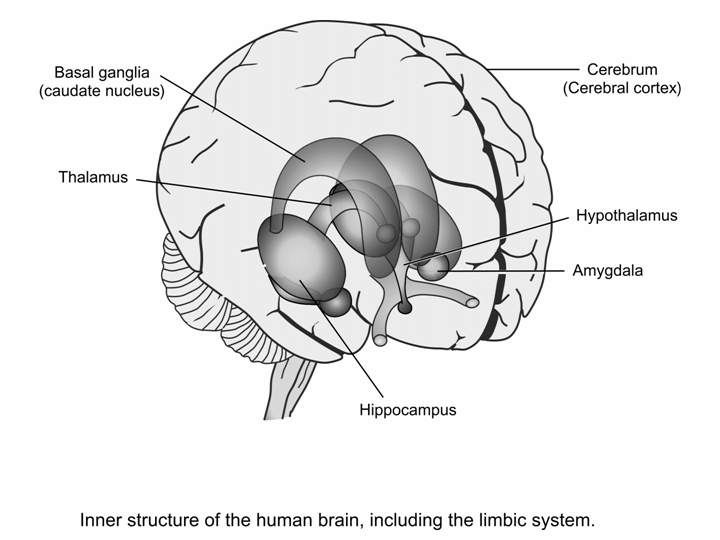 Basal ganglia
(caudate nucleus)
Cerebrum
(Cerebral cortex)
Thalamus
Hypothalamus
Amygdala
Hippocampus
Inner structure of the human brain, including the limbic system.